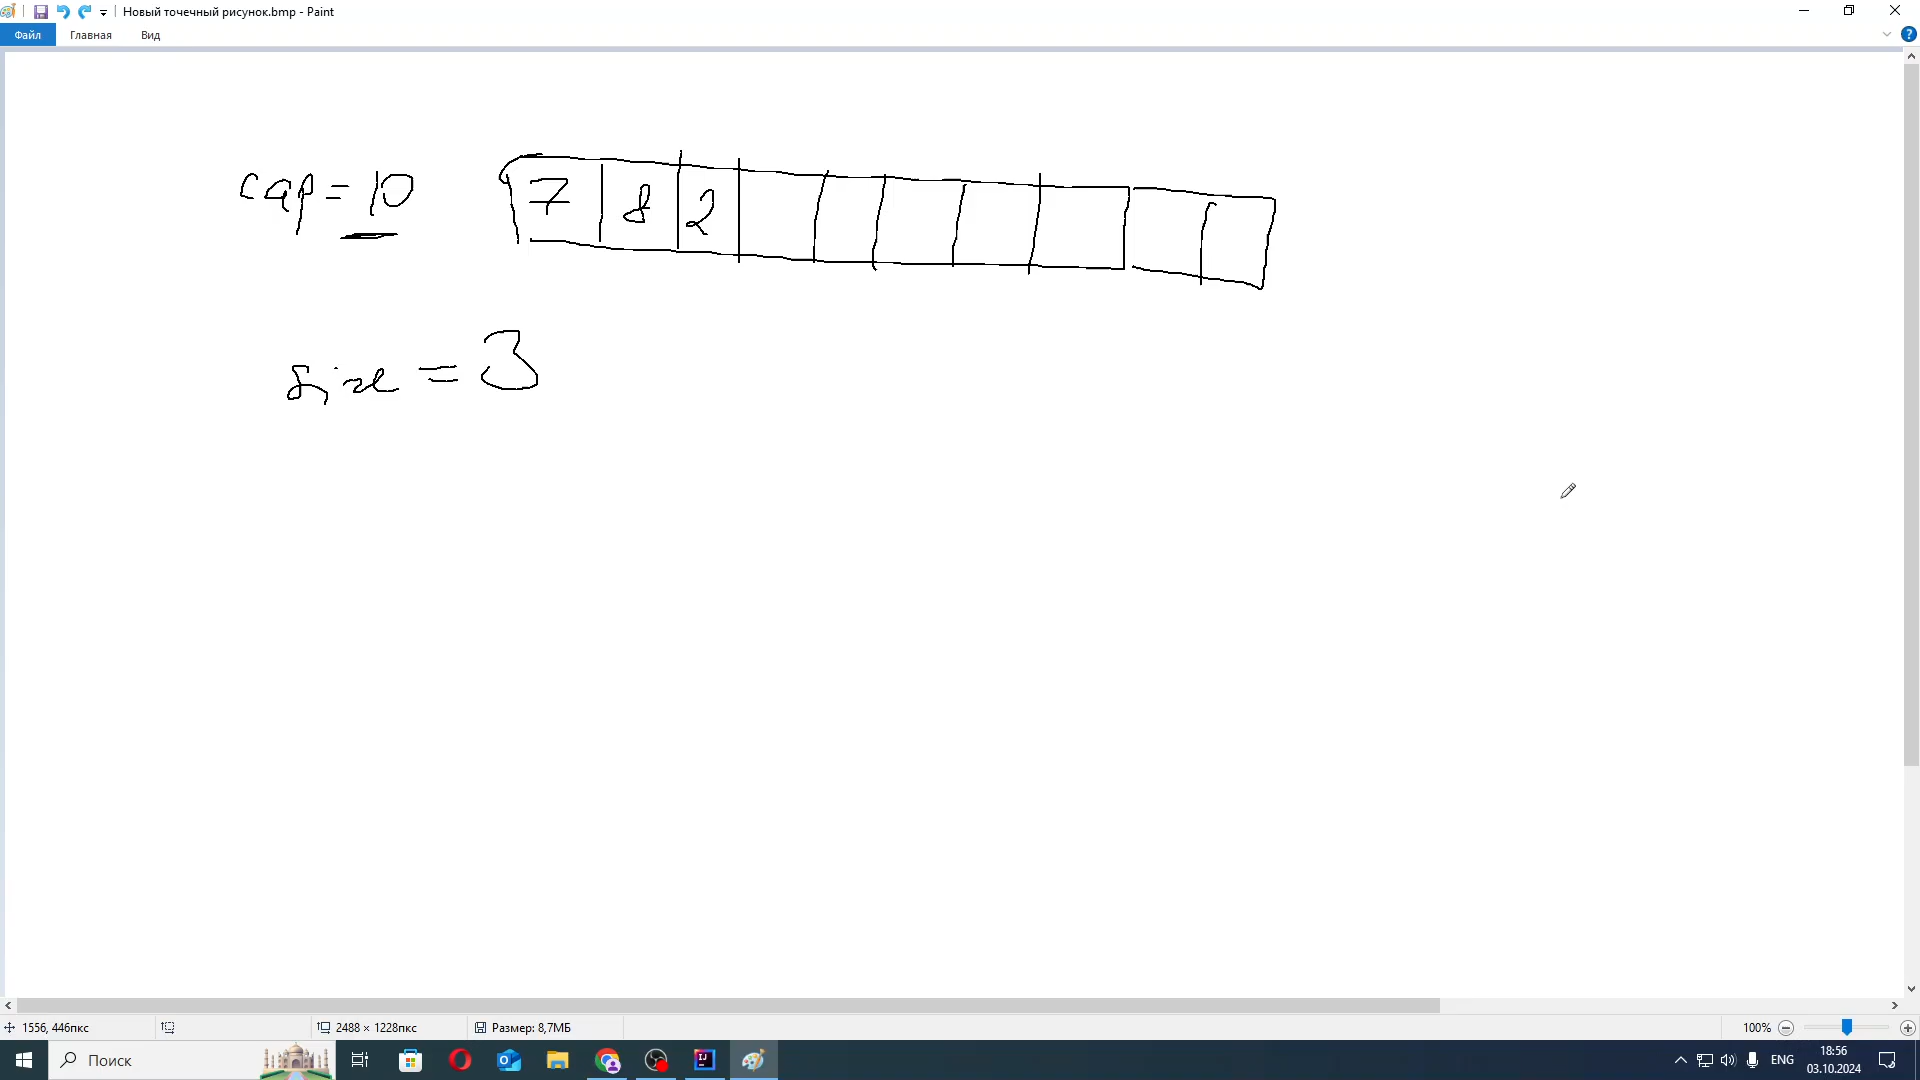 Новый точечный рисунок.bmp - Paint
Файл Главная Вид
cap = 10 7 8 2
size = 3
1556, 446пкс 2488 × 1228пкс Размер: 8,7МБ 100%
Поиск ENG 18:56
03.10.2024